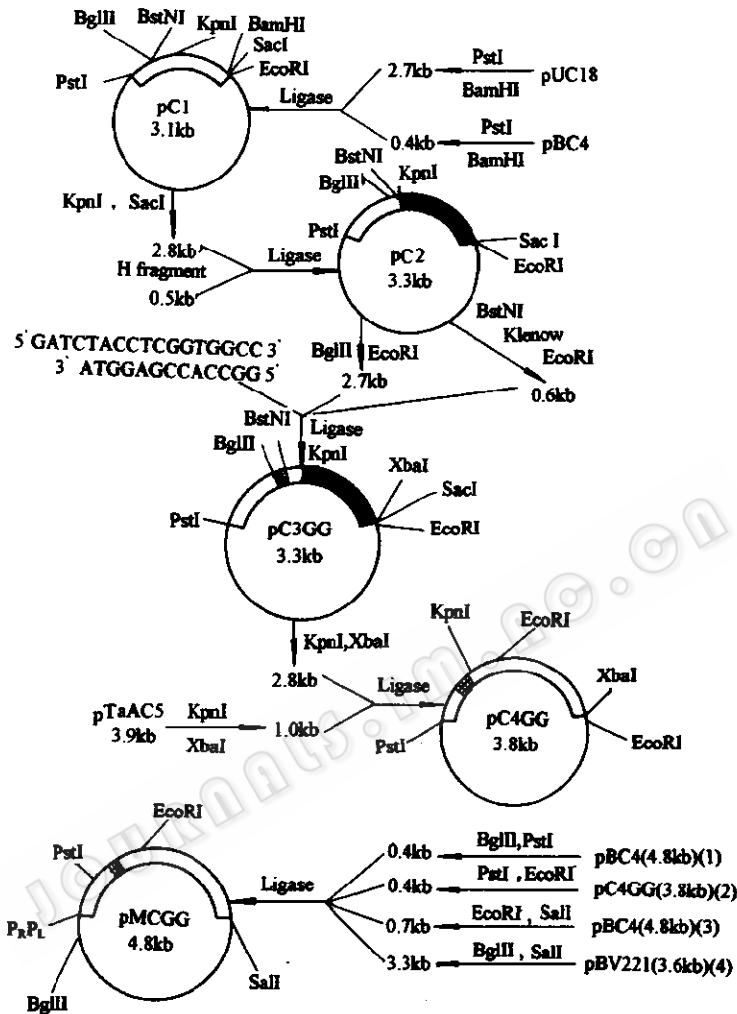 BglII BstNI KpnI BamHI
SacI
EcoRI
PstI
pC1
3.1kb
Ligase
2.7kb PstI BamHI pUC18
0.4kb PstI BamHI pBC4
KpnI , SacI
2.8kb
H fragment
0.5kb
Ligase
BstNI KpnI
BglII
PstI
pC2
3.3kb
Sac I
EcoRI
5' GATCTACCTCGGTGGCC 3'
3' ATGGAGCCACCGG 5'
BglII EcoRI
2.7kb
BstNI
Klenow
EcoRI
0.6kb
Ligase
BstNI
BglII KpnI
XbaI
SacI
EcoRI
PstI
pC3GG
3.3kb
KpnI,XbaI
2.8kb
Ligase
pTaAC5
3.9kb
KpnI
XbaI
1.0kb
KpnI
EcoRI
XbaI
EcoRI
PstI
pC4GG
3.8kb
EcoRI
PstI
PRPL
BglII
pMCGG
4.8kb
SalI
Ligase
0.4kb BglII,PstI pBC4(4.8kb)(1)
0.4kb PstI ,EcoRI pC4GG(3.8kb)(2)
0.7kb EcoRI , SalI pBC4(4.8kb)(3)
3.3kb BglII , SalI pBV221(3.6kb)(4)
JOURNALS.IM.AC.CN